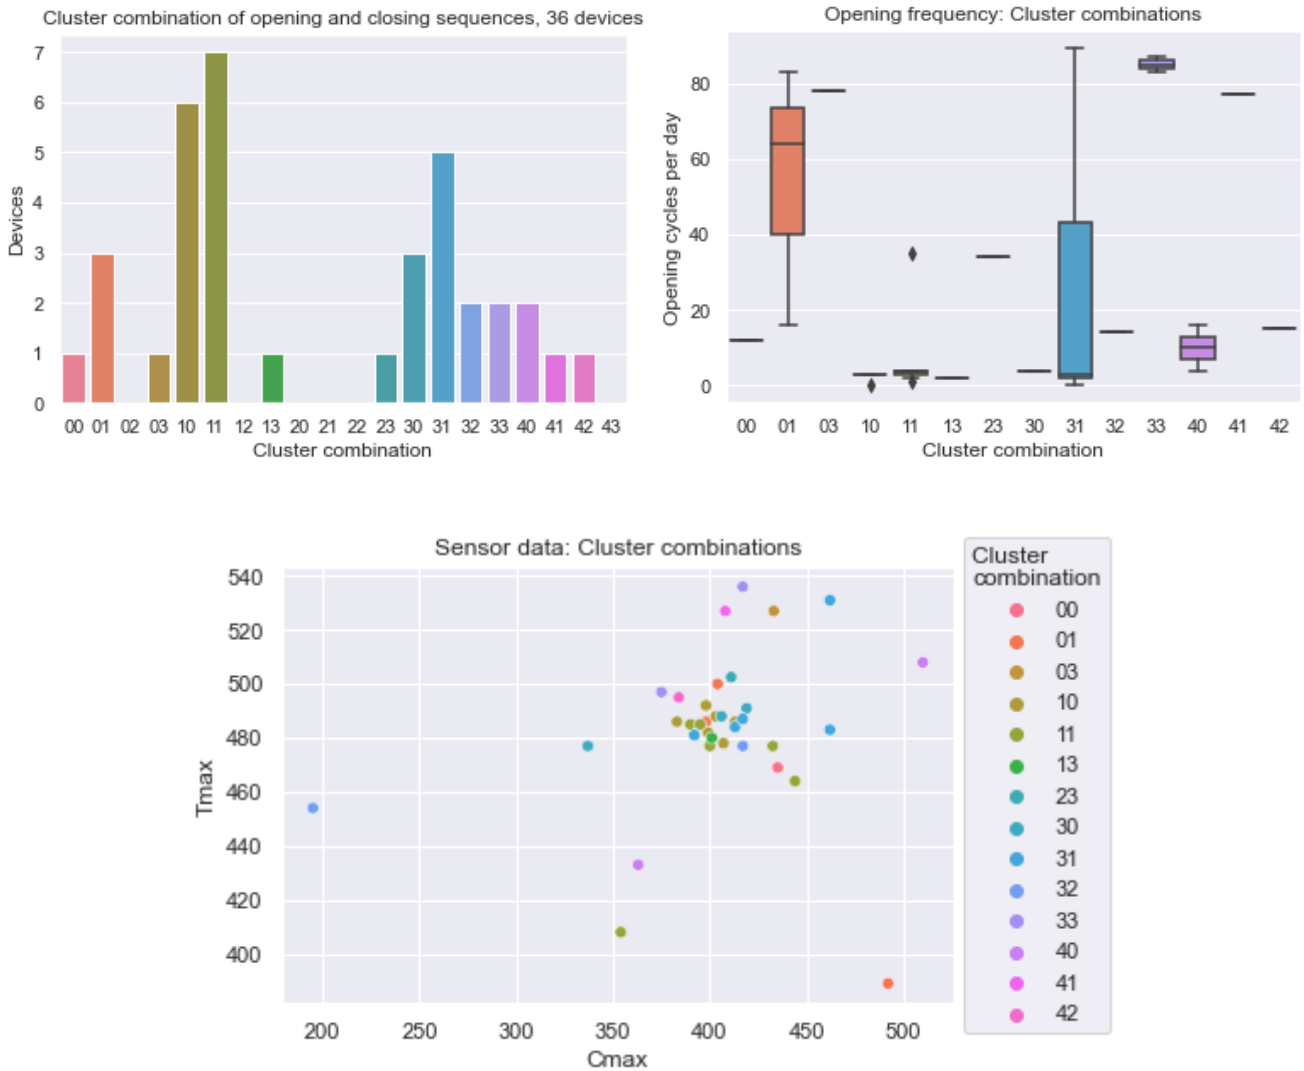 Cluster combination of opening and closing sequences, 36 devices
Devices
7
6
5
4
3
2
1
0
00 01 02 03 10 11 12 13 20 21 22 23 30 31 32 33 40 41 42 43
Cluster combination
Opening frequency: Cluster combinations
Opening cycles per day
80
60
40
20
0
00 01 03 10 11 13 23 30 31 32 33 40 41 42
Cluster combination
Sensor data: Cluster combinations
Tmax
540
520
500
480
460
440
420
400
200 250 300 350 400 450 500
Cmax
Cluster
combination
00
01
03
10
11
13
23
30
31
32
33
40
41
42